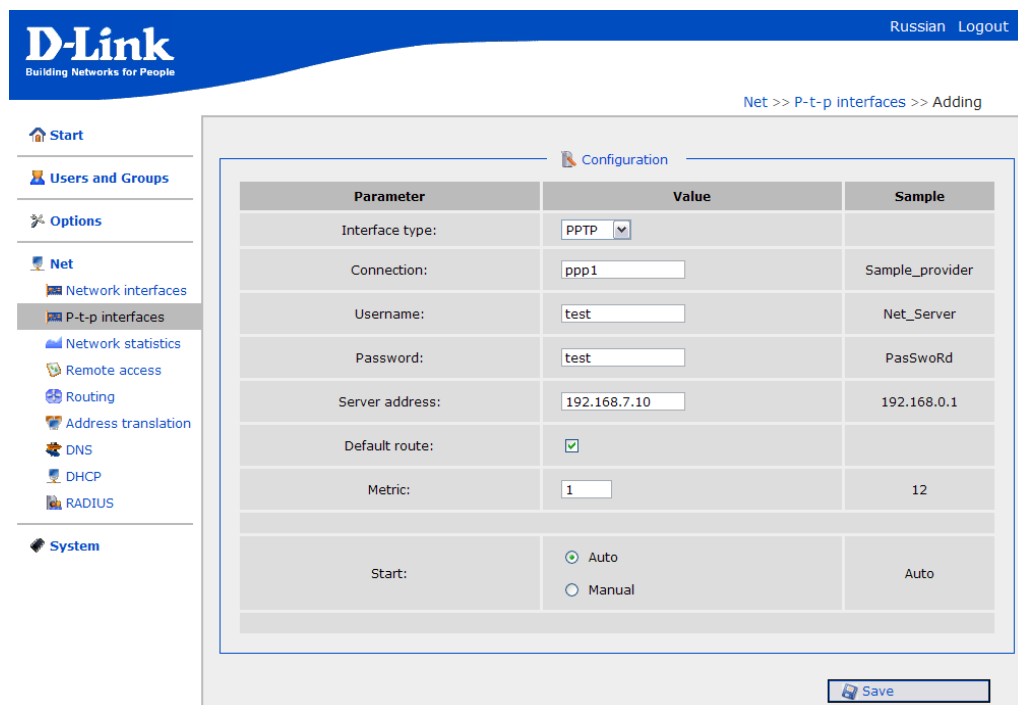 Russian Logout
D-Link
Building Networks for People
Net >> P-t-p interfaces >> Adding
Start
Users and Groups
Options
Net
Network interfaces
P-t-p interfaces
Network statistics
Remote access
Routing
Address translation
DNS
DHCP
RADIUS
System
Configuration
Parameter Value Sample
Interface type: PPTP
Connection: ppp1 Sample_provider
Username: test Net_Server
Password: test PasSwoRd
Server address: 192.168.7.10 192.168.0.1
Default route:
Metric: 1 12
Start: Auto Auto
Manual
Save